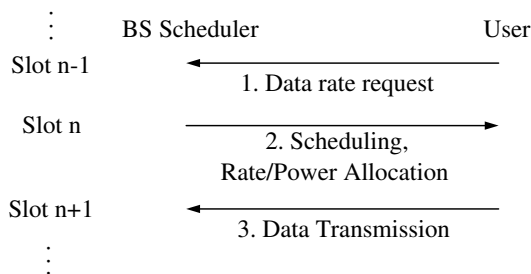 BS Scheduler User
Slot n-1
1. Data rate request
Slot n
2. Scheduling,
Rate/Power Allocation
Slot n+1
3. Data Transmission